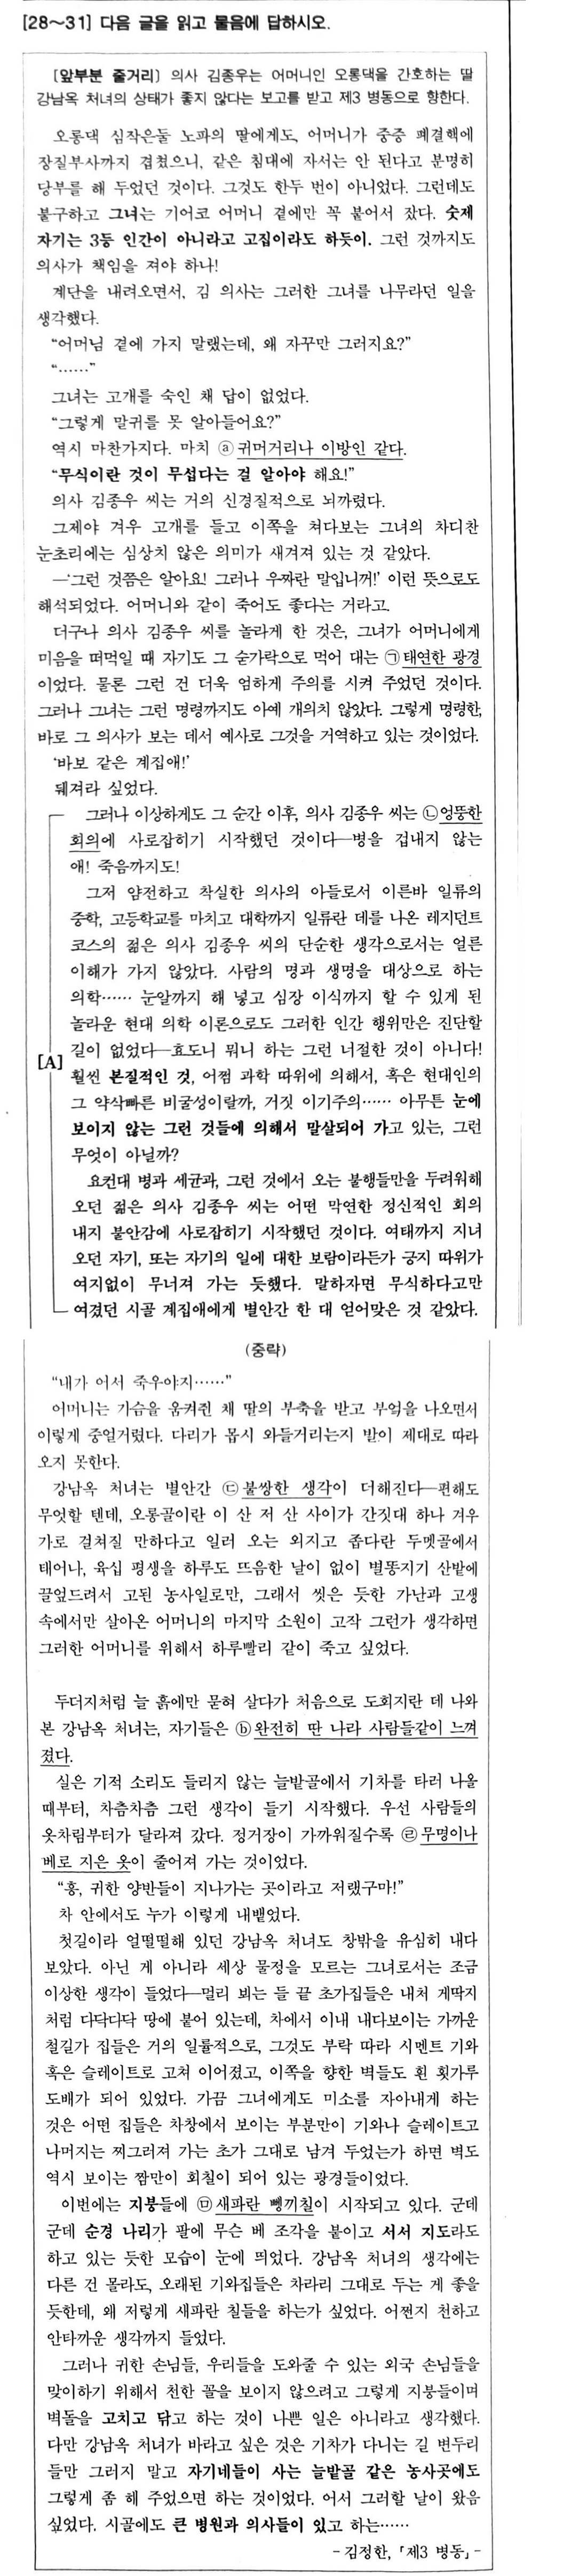 [28~31] 다음 글을 읽고 물음에 답하시오.
[앞부분 줄거리] 의사 김종우는 어머니인 오롱댁을 간호하는 딸
강남옥 처녀의 상태가 좋지 않다는 보고를 받고 제3 병동으로 향한다.
오롱댁 심작은둘 노파의 딸에게도, 어머니가 중증 폐결핵에
장질부사까지 겹쳤으니, 같은 침대에 자서는 안 된다고 분명히
당부를 해 두었던 것이다. 그것도 한두 번이 아니었다. 그런데도
불구하고 그녀는 기어코 어머니 곁에만 꼭 붙어서 잤다. 숫제
자기는 3등 인간이 아니라고 고집이라도 하듯이. 그런 것까지도
의사가 책임을 져야 하나!
계단을 내려오면서, 김 의사는 그러한 그녀를 나무라던 일을
생각했다.
“어머님 곁에 가지 말랬는데, 왜 자꾸만 그러지요?”
“……”
그녀는 고개를 숙인 채 답이 없었다.
“그렇게 말귀를 못 알아들어요?”
역시 마찬가지다. 마치 ⓐ귀머거리나 이방인 같다.
“무식이란 것이 무섭다는 걸 알아야 해요!”
의사 김종우 씨는 거의 신경질적으로 뇌까렸다.
그제야 겨우 고개를 들고 이쪽을 쳐다보는 그녀의 차디찬
눈초리에는 심상치 않은 의미가 새겨져 있는 것 같았다.
―‘그런 것쯤은 알아요! 그러나 우짜란 말입니꺼!’ 이런 뜻으로도
해석되었다. 어머니와 같이 죽어도 좋다는 거라고.
더구나 의사 김종우 씨를 놀라게 한 것은, 그녀가 어머니에게
미음을 떠먹일 때 자기도 그 숟가락으로 먹어 대는 ㉠태연한 광경
이었다. 물론 그런 건 더욱 엄하게 주의를 시켜 주었던 것이다.
그러나 그녀는 그런 명령까지도 아예 개의치 않았다. 그렇게 명령한,
바로 그 의사가 보는 데서 예사로 그것을 거역하고 있는 것이었다.
‘바보 같은 계집애!’
뒈져라 싶었다.
그러나 이상하게도 그 순간 이후, 의사 김종우 씨는 ㉡엉뚱한
회의에 사로잡히기 시작했던 것이다―병을 겁내지 않는
애! 죽음까지도!
그저 얌전하고 착실한 의사의 아들로서 이른바 일류의
중학, 고등학교를 마치고 대학까지 일류란 데를 나온 레지던트
코스의 젊은 의사 김종우 씨의 단순한 생각으로서는 얼른
이해가 가지 않았다. 사람의 명과 생명을 대상으로 하는
의학…… 눈알까지 해 넣고 심장 이식까지 할 수 있게 된
놀라운 현대 의학 이론으로도 그러한 인간 행위만은 진단할
[A] 길이 없었다―효도니 뭐니 하는 그런 너절한 것이 아니다!
훨씬 본질적인 것, 어쩜 과학 따위에 의해서, 혹은 현대인의
그 약삭빠른 비굴성이랄까, 거짓 이기주의…… 아무튼 눈에
보이지 않는 그런 것들에 의해서 말살되어 가고 있는, 그런
무엇이 아닐까?
요컨대 병과 세균과, 그런 것에서 오는 불행들만을 두려워해
오던 젊은 의사 김종우 씨는 어떤 막연한 정신적인 회의
내지 불안감에 사로잡히기 시작했던 것이다. 여태까지 지녀
오던 자기, 또는 자기의 일에 대한 보람이라든가 긍지 따위가
여지없이 무너져 가는 듯했다. 말하자면 무식하다고만
여겼던 시골 계집애에게 별안간 한 대 얻어맞은 것 같았다.
(중략)
“내가 어서 죽우야지……”
어머니는 가슴을 움켜쥔 채 딸의 부축을 받고 부엌을 나오면서
이렇게 중얼거렸다. 다리가 몹시 와들거리는지 발이 제대로 따라
오지 못한다.
강남옥 처녀는 별안간 ㉢불쌍한 생각이 더해진다―편해도
무엇할 텐데, 오롱골이란 이 산 저 산 사이가 간짓대 하나 겨우
가로 걸쳐질 만하다고 일러 오는 외지고 좁다란 두멧골에서
태어나, 육십 평생을 하루도 뜨음한 날이 없이 별똥지기 산밭에
끌엎드려서 고된 농사일로만, 그래서 씻은 듯한 가난과 고생
속에서만 살아온 어머니의 마지막 소원이 고작 그런가 생각하면
그러한 어머니를 위해서 하루빨리 같이 죽고 싶었다.
두더지처럼 늘 흙에만 묻혀 살다가 처음으로 도회지란 데 나와
본 강남옥 처녀는, 자기들은 ⓑ완전히 딴 나라 사람들같이 느껴
졌다.
실은 기적 소리도 들리지 않는 늘밭골에서 기차를 타러 나올
때부터, 차츰차츰 그런 생각이 들기 시작했다. 우선 사람들의
옷차림부터가 달라져 갔다. 정거장이 가까워질수록 ㉣무명이나
베로 지은 옷이 줄어져 가는 것이었다.
“흥, 귀한 양반들이 지나가는 곳이라고 저랬구마!”
차 안에서도 누가 이렇게 내뱉었다.
첫길이라 얼떨떨해 있던 강남옥 처녀도 창밖을 유심히 내다
보았다. 아닌 게 아니라 세상 물정을 모르는 그녀로서는 조금
이상한 생각이 들었다―멀리 뵈는 들 끝 초가집들은 내처 게딱지
처럼 다닥다닥 땅에 붙어 있는데, 차에서 이내 내다보이는 가까운
철길가 집들은 거의 일률적으로, 그것도 부락 따라 시멘트 기와
혹은 슬레이트로 고쳐 이어졌고, 이쪽을 향한 벽들도 흰 횟가루
도배가 되어 있었다. 가끔 그녀에게도 미소를 자아내게 하는
것은 어떤 집들은 차창에서 보이는 부분만이 기와나 슬레이트고
나머지는 찌그러져 가는 초가 그대로 남겨 두었는가 하면 벽도
역시 보이는 짬만이 회칠이 되어 있는 광경들이었다.
이번에는 지붕들에 ㉤새파란 뺑끼칠이 시작되고 있다. 군데
군데 순경 나리가 팔에 무슨 베 조각을 붙이고 서서 지도라도
하고 있는 듯한 모습이 눈에 띄었다. 강남옥 처녀의 생각에는
다른 건 몰라도, 오래된 기와집들은 차라리 그대로 두는 게 좋을
듯한데, 왜 저렇게 새파란 칠들을 하는가 싶었다. 어쩐지 천하고
안타까운 생각까지 들었다.
그러나 귀한 손님들, 우리들을 도와줄 수 있는 외국 손님들을
맞이하기 위해서 천한 꼴을 보이지 않으려고 그렇게 지붕들이며
벽돌을 고치고 닦고 하는 것이 나쁜 일은 아니라고 생각했다.
다만 강남옥 처녀가 바라고 싶은 것은 기차가 다니는 길 변두리
들만 그러지 말고 자기네들이 사는 늘밭골 같은 농사곳에도
그렇게 좀 해 주었으면 하는 것이었다. 어서 그러할 날이 왔음
싶었다. 시골에도 큰 병원과 의사들이 있고 하는……
- 김정한, 「제3 병동」 -